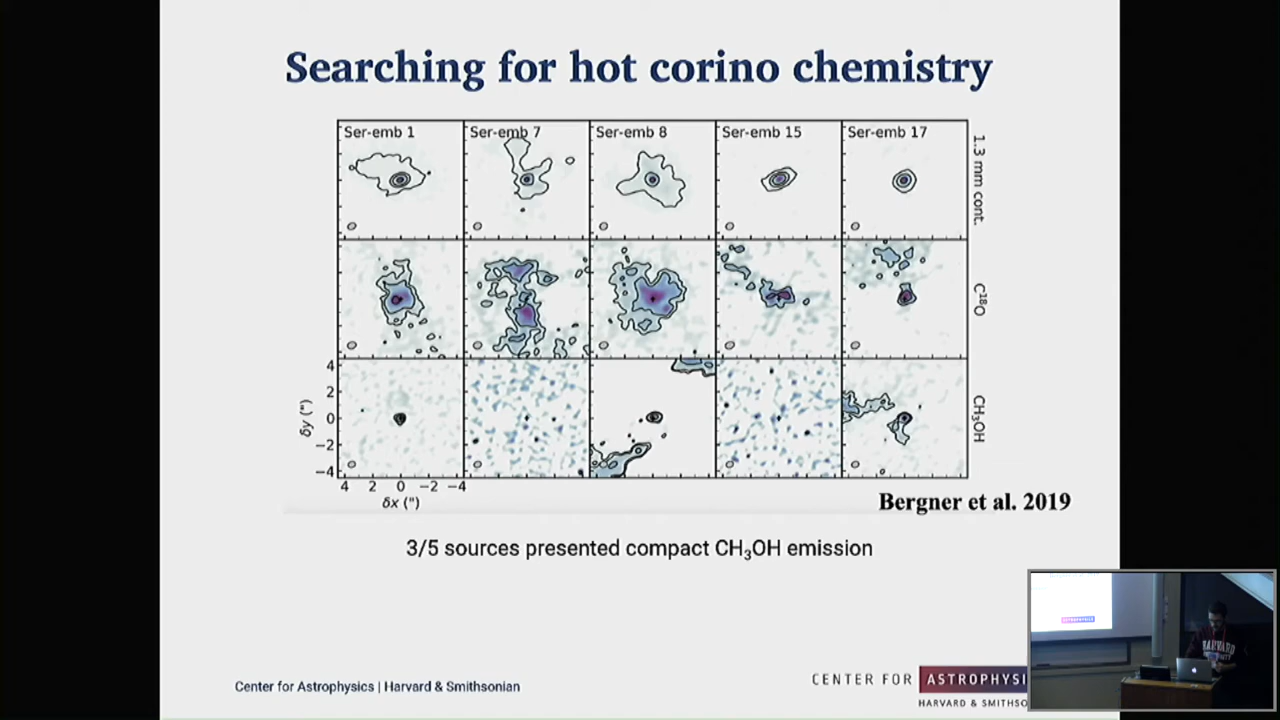 Searching for hot corino chemistry
Ser-emb 1
Ser-emb 7
Ser-emb 8
Ser-emb 15
Ser-emb 17
1.3 mm cont.
C¹⁸O
CH₃OH
4
2
0
−2
−4
δy (")
4 2 0 −2 −4
δx (")
Bergner et al. 2019
3/5 sources presented compact CH₃OH emission
Center for Astrophysics | Harvard & Smithsonian
CENTER FOR ASTROPHYSI
HARVARD & SMITHSO
ASTROPHYSICS
HARVARD